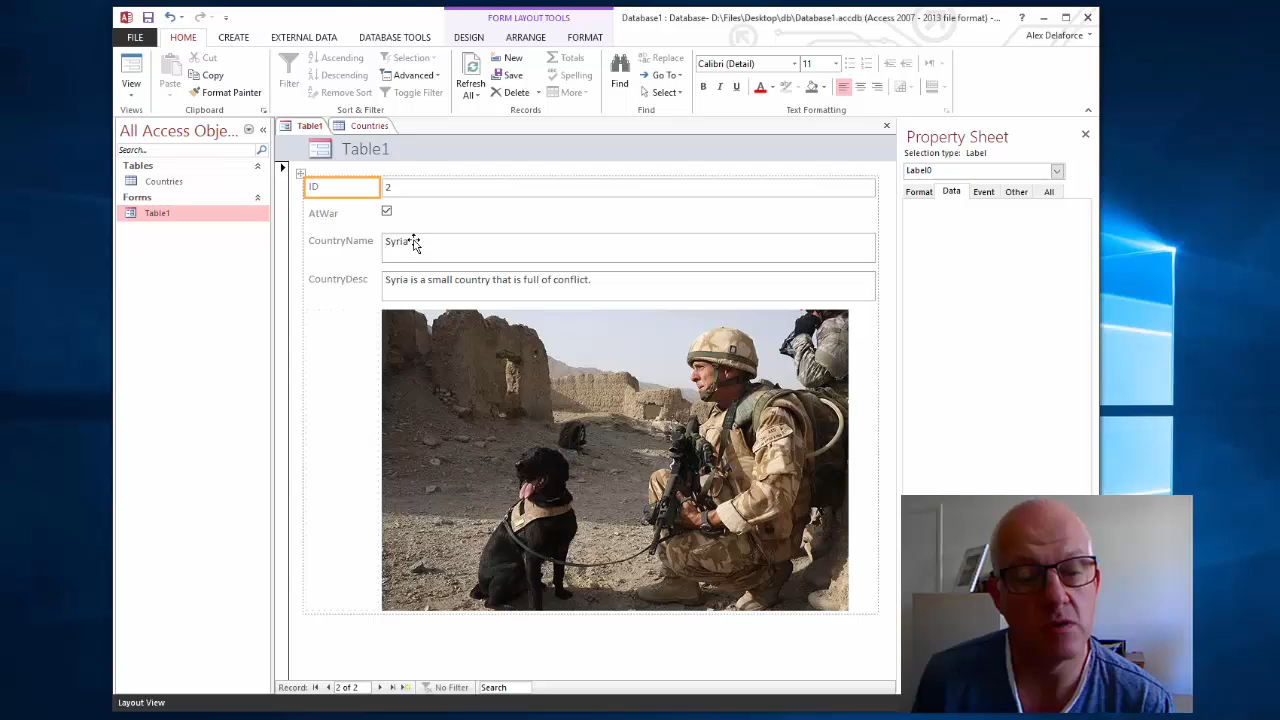 FORM LAYOUT TOOLS
Database1 : Database- D:\Files\Desktop\db\Database1.accdb (Access 2007 - 2013 file format) -...
FILE HOME CREATE EXTERNAL DATA DATABASE TOOLS DESIGN ARRANGE FORMAT
Alex Delaforce
View
Paste
Cut
Copy
Format Painter
Clipboard
Filter
Ascending
Descending
Remove Sort
Selection
Advanced
Toggle Filter
Sort & Filter
Refresh
All
New
Save
Delete
Totals
Spelling
More
Records
Find
Replace
Go To
Select
Find
Calibri (Detail)
11
B I U A
Text Formatting
All Access Obje...
Search...
Tables
Countries
Forms
Table1
Table1
Countries
Table1
ID 2
AtWar
CountryName Syria
CountryDesc Syria is a small country that is full of conflict.
Property Sheet
Selection type: Label
Label0
Format Data Event Other All
Record: 2 of 2 No Filter Search
Layout View